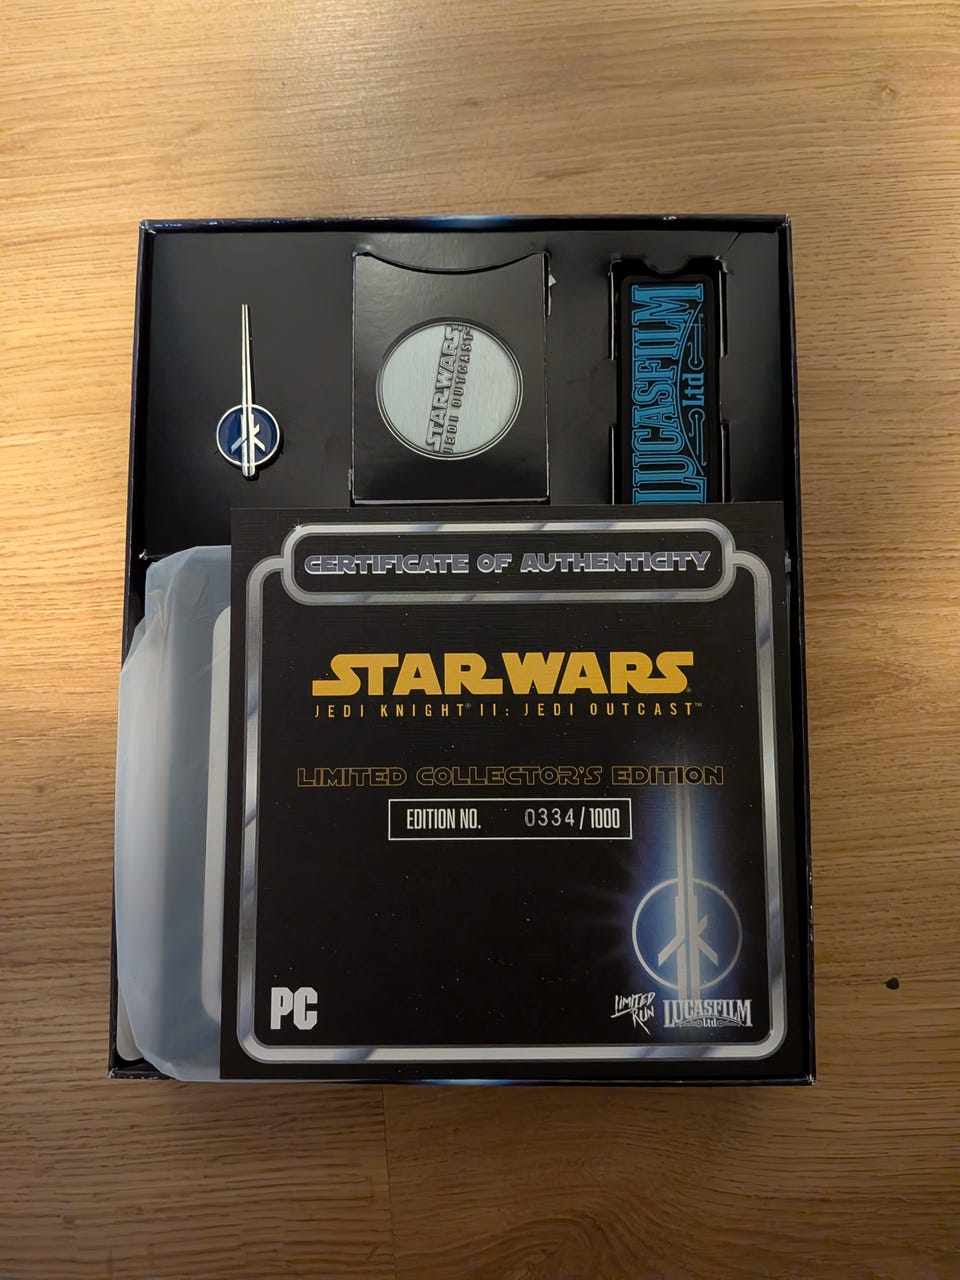 STAR WARS
JEDI OUTCAST
LUCASFILM
Ltd
CERTIFICATE OF AUTHENTICITY
STAR WARS®
JEDI KNIGHT® II: JEDI OUTCAST™
LIMITED COLLECTOR'S EDITION
EDITION NO. 0334/1000
PC
LIMITED
RUN
LUCASFILM
Ltd